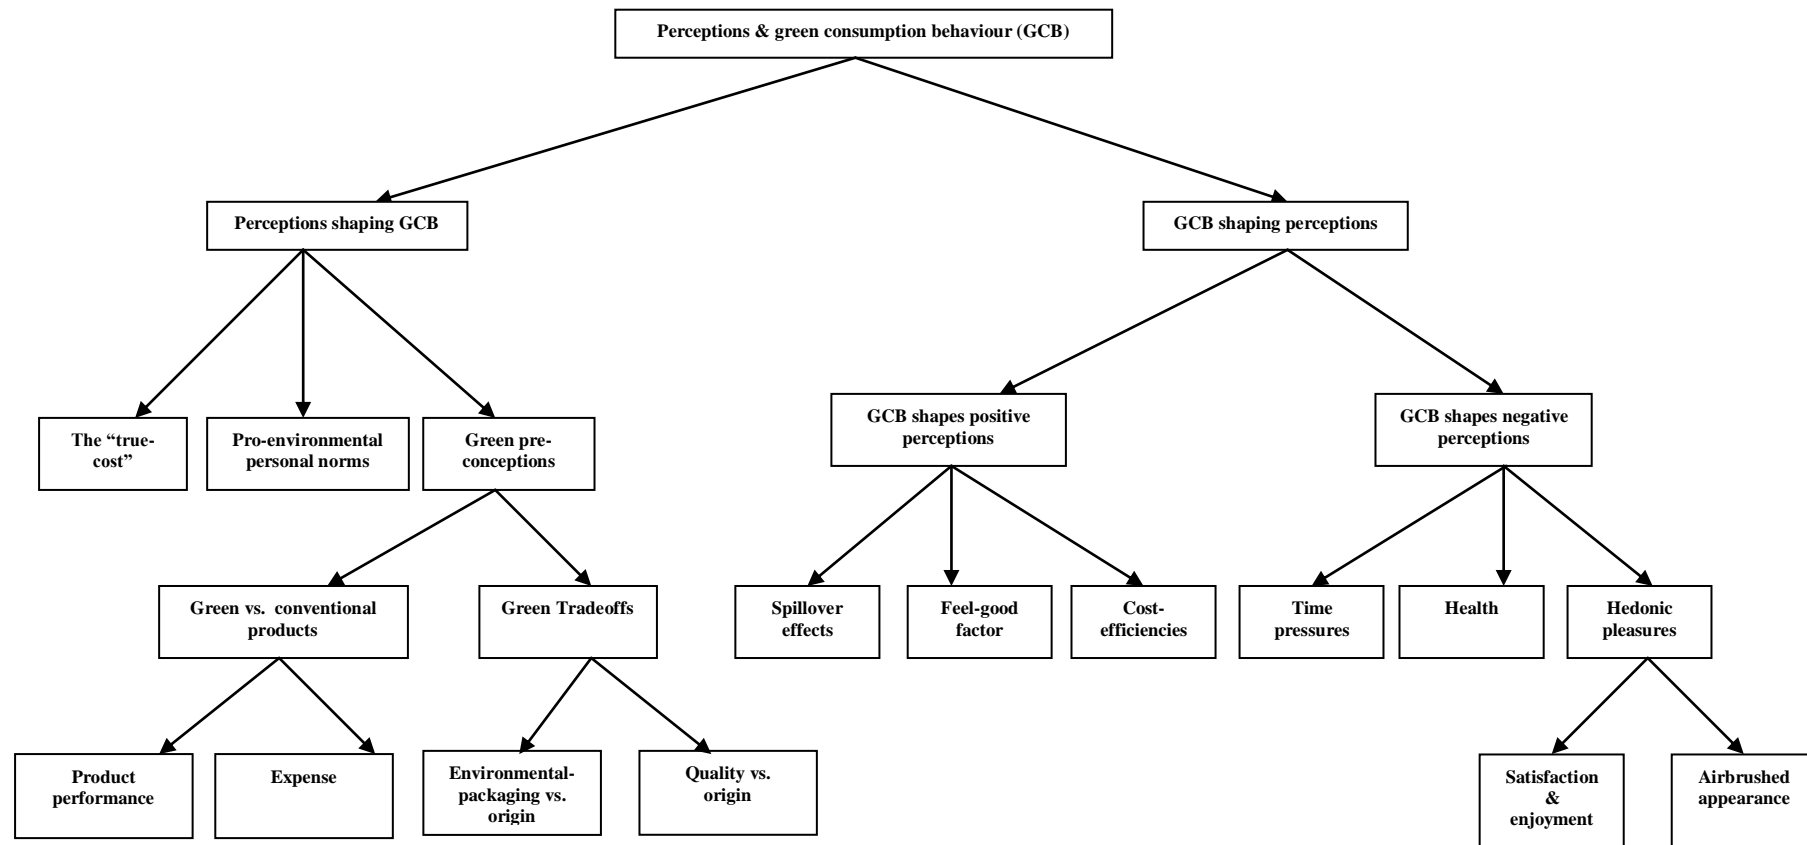 Perceptions & green consumption behaviour (GCB)
Perceptions shaping GCB
GCB shaping perceptions
The “true-
cost”
Pro-environmental
personal norms
Green pre-
conceptions
GCB shapes positive
perceptions
GCB shapes negative
perceptions
Green vs. conventional
products
Green Tradeoffs
Spillover
effects
Feel-good
factor
Cost-
efficiencies
Time
pressures
Health
Hedonic
pleasures
Product
performance
Expense
Environmental-
packaging vs.
origin
Quality vs.
origin
Satisfaction
&
enjoyment
Airbrushed
appearance